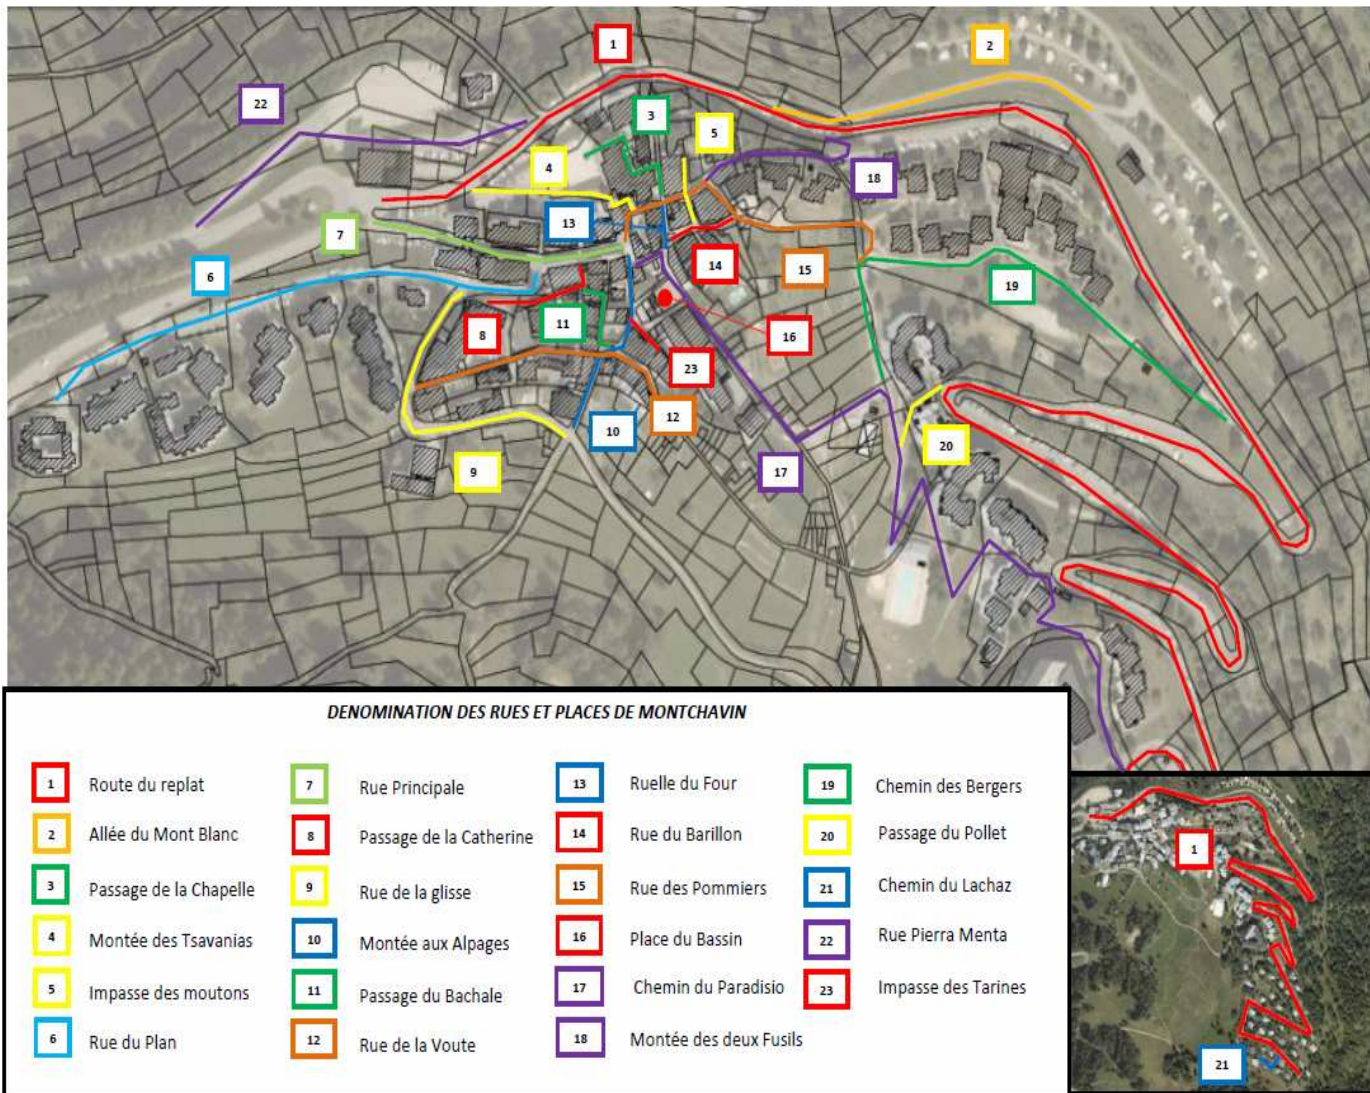 1
2
22
3
5
4
18
13
7
14
15
6
19
11
16
8
23
12
10
20
9
17
DENOMINATION DES RUES ET PLACES DE MONTCHAVIN
1 Route du replat
2 Allée du Mont Blanc
3 Passage de la Chapelle
4 Montée des Tsavanias
5 Impasse des moutons
6 Rue du Plan
7 Rue Principale
8 Passage de la Catherine
9 Rue de la glisse
10 Montée aux Alpages
11 Passage du Bachale
12 Rue de la Voute
13 Ruelle du Four
14 Rue du Barillon
15 Rue des Pommiers
16 Place du Bassin
17 Chemin du Paradisio
18 Montée des deux Fusils
19 Chemin des Bergers
20 Passage du Pollet
21 Chemin du Lachaz
22 Rue Pierra Menta
23 Impasse des Tarines
1
21